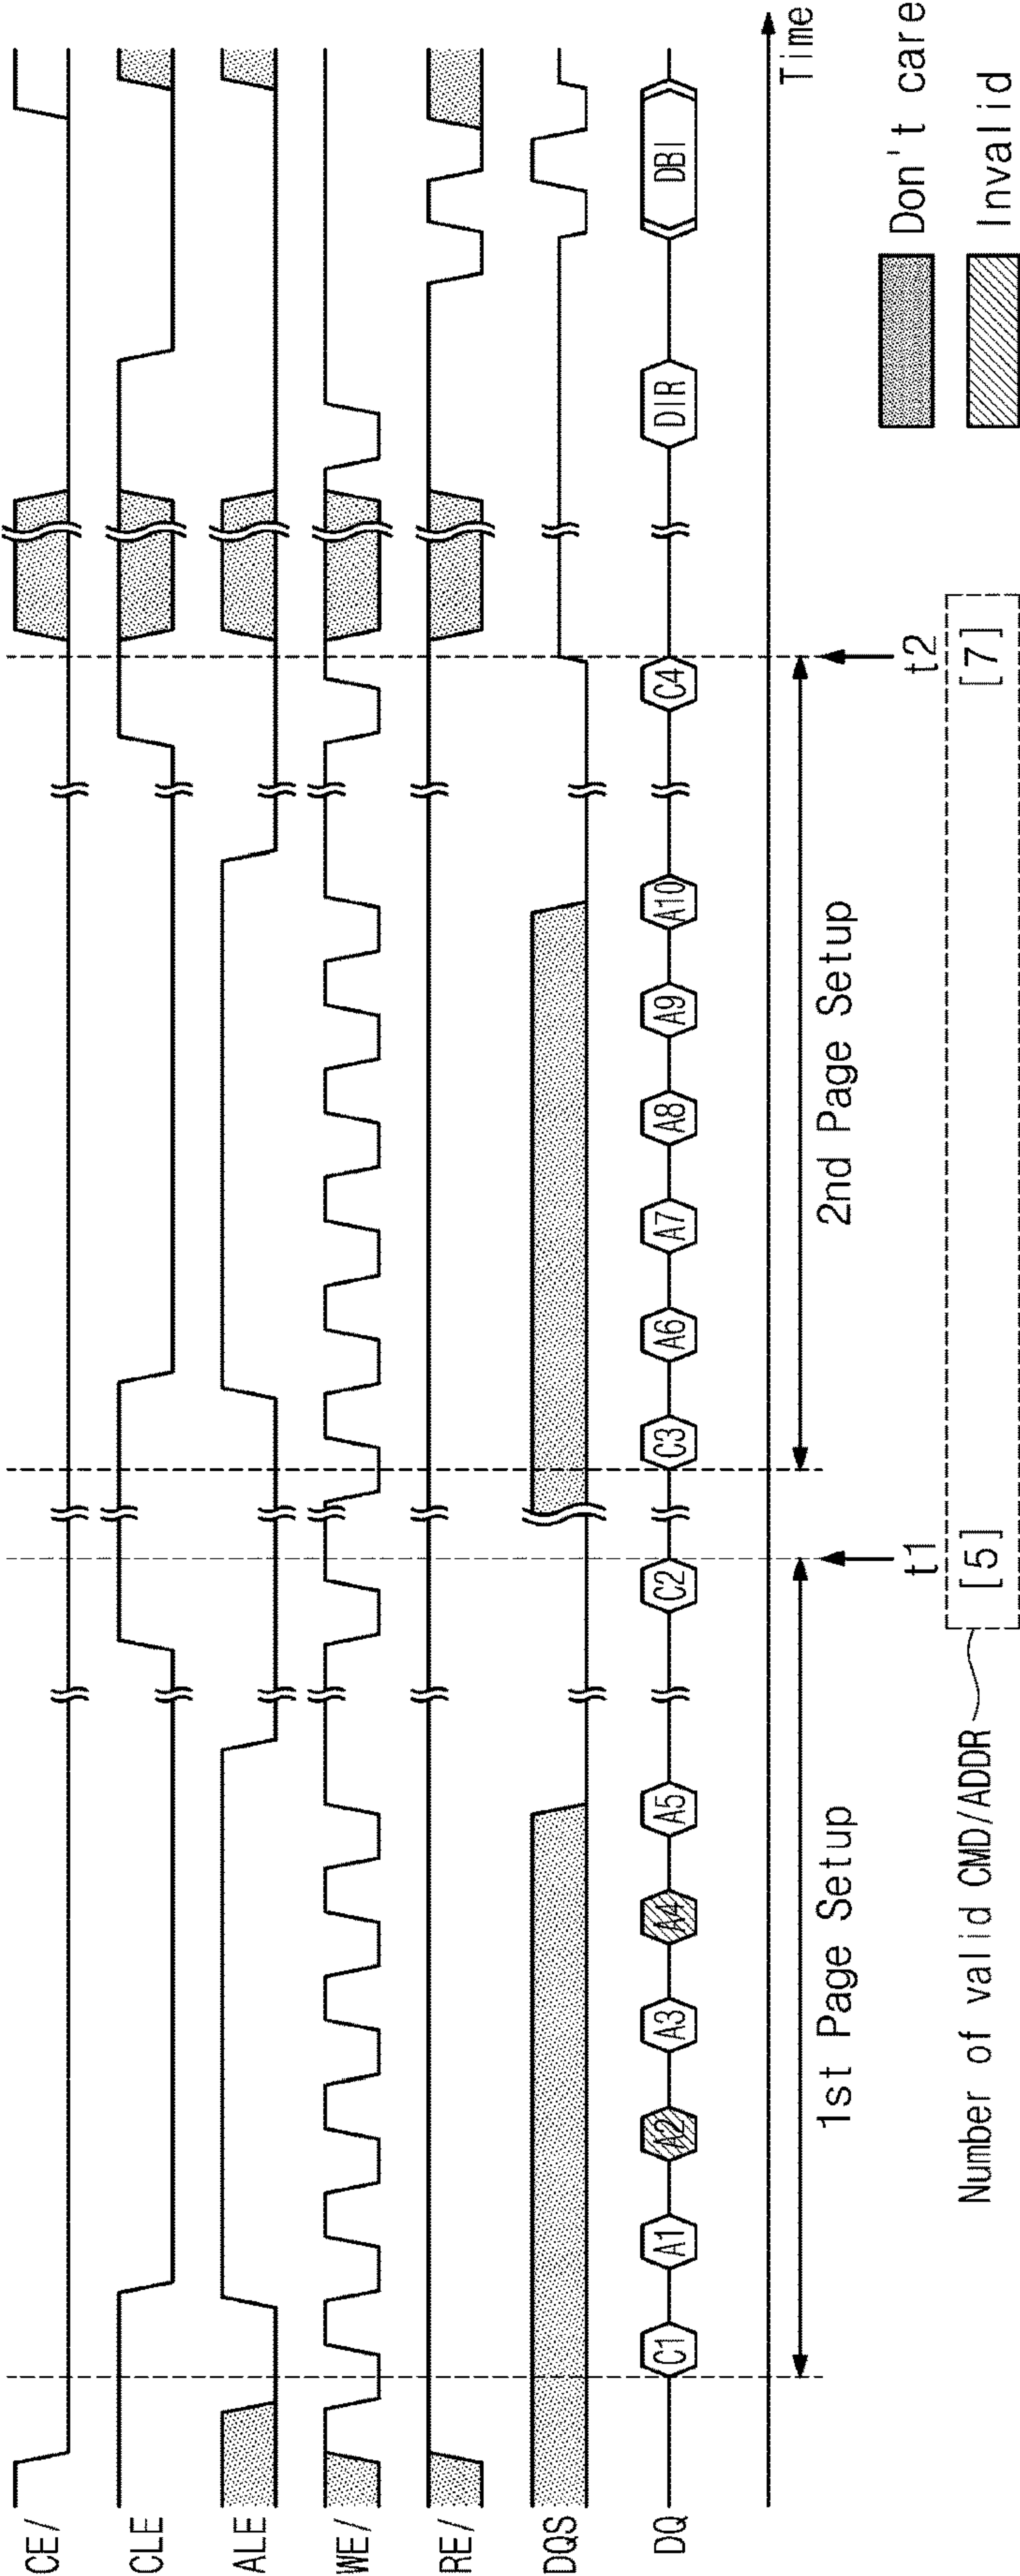 CE/
CLE
ALE
WE/
RE/
DQS
DQ C1 A1 A2 A3 A4 A5 C2 C3 A6 A7 A8 A9 A10 C4 DIR DBI
Time
1st Page Setup 2nd Page Setup
t1 t2
Number of valid CMD/ADDR [5] [7]
Don't care
Invalid